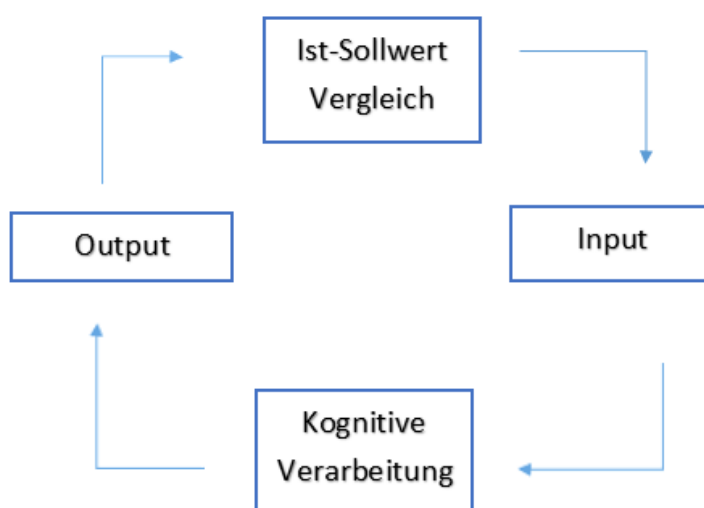 Ist-Sollwert
Vergleich
Output
Input
Kognitive
Verarbeitung